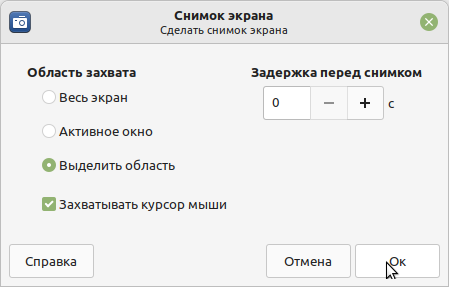 Снимок экрана
Сделать снимок экрана
Область захвата
Задержка перед снимком
Весь экран
0 − + с
Активное окно
Выделить область
Захватывать курсор мыши
Справка
Отмена
Ок